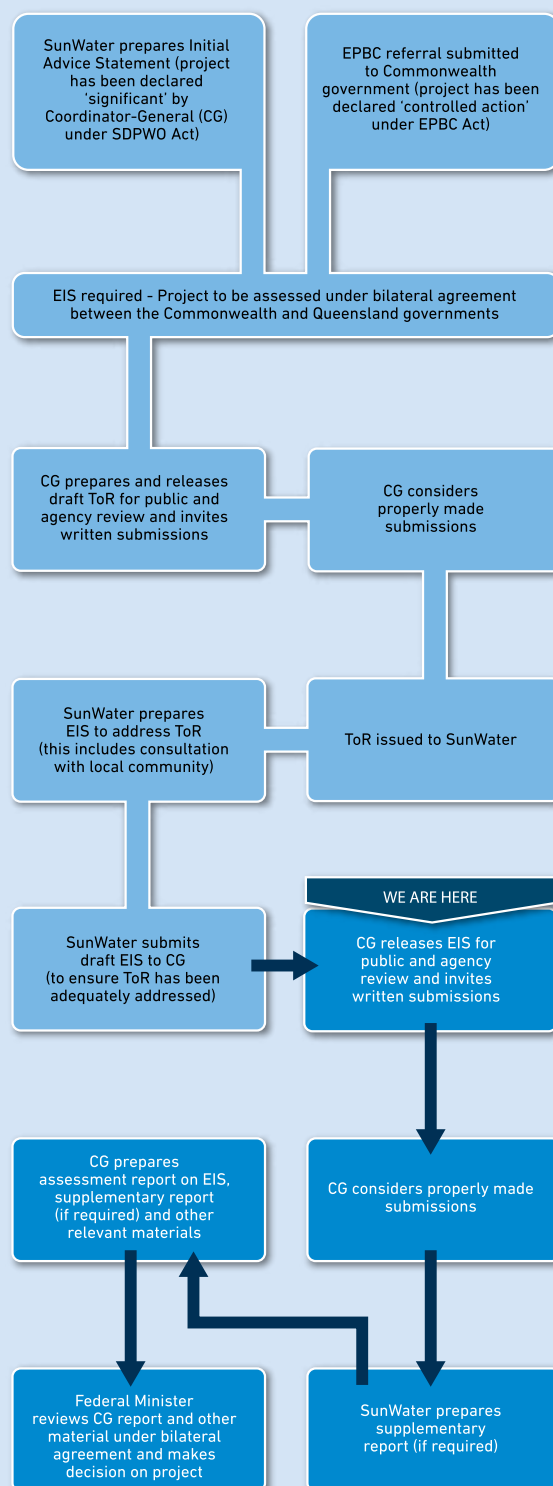 SunWater prepares Initial
Advice Statement (project
has been declared
‘significant’ by
Coordinator-General (CG)
under SDPWO Act)
EPBC referral submitted
to Commonwealth
government (project has been
declared ‘controlled action’
under EPBC Act)
EIS required - Project to be assessed under bilateral agreement
between the Commonwealth and Queensland governments
CG prepares and releases
draft ToR for public and
agency review and invites
written submissions
CG considers
properly made
submissions
ToR issued to SunWater
SunWater prepares
EIS to address ToR
(this includes consultation
with local community)
SunWater submits
draft EIS to CG
(to ensure ToR has been
adequately addressed)
WE ARE HERE
CG releases EIS for
public and agency
review and invites
written submissions
CG considers properly made
submissions
SunWater prepares
supplementary
report (if required)
CG prepares
assessment report on EIS,
supplementary report
(if required) and other
relevant materials
Federal Minister
reviews CG report and other
material under bilateral
agreement and makes
decision on project